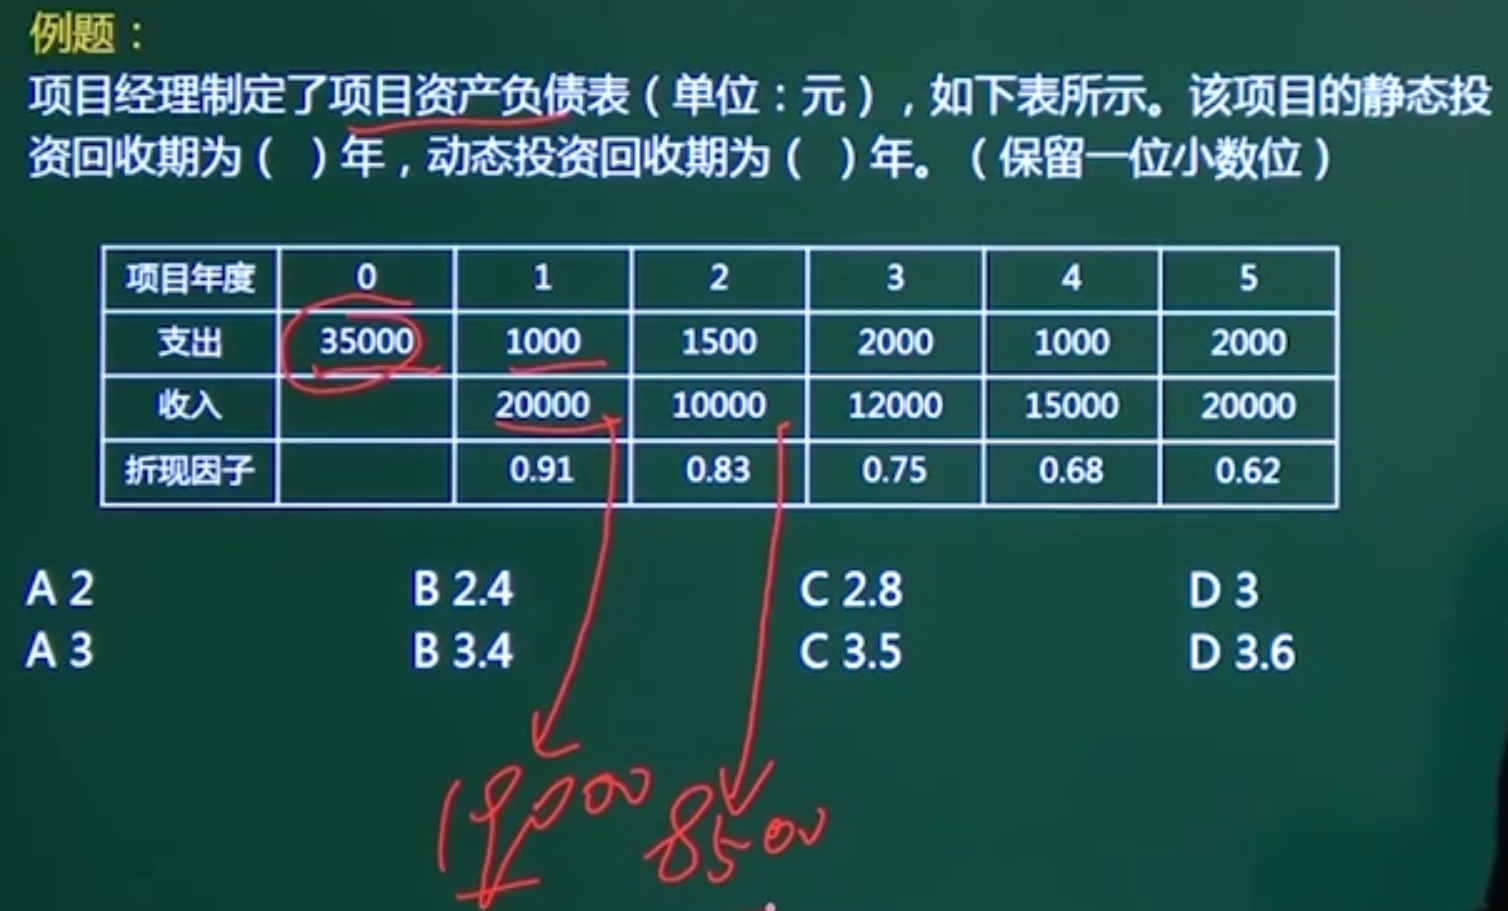 例题：
项目经理制定了项目资产负债表（单位：元），如下表所示。该项目的静态投
资回收期为（ ）年，动态投资回收期为（ ）年。（保留一位小数位）
项目年度 0 1 2 3 4 5
支出 35000 1000 1500 2000 1000 2000
收入 20000 10000 12000 15000 20000
折现因子 0.91 0.83 0.75 0.68 0.62
A 2 B 2.4 C 2.8 D 3
A 3 B 3.4 C 3.5 D 3.6
19000 8500